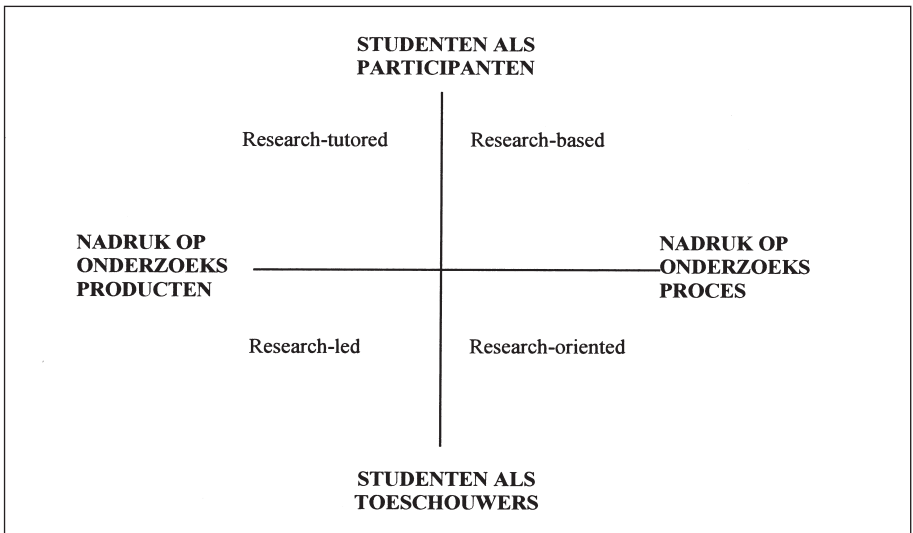 STUDENTEN ALS
PARTICIPANTEN
Research-tutored
Research-based
NADRUK OP
ONDERZOEKS
PRODUCTEN
NADRUK OP
ONDERZOEKS
PROCES
Research-led
Research-oriented
STUDENTEN ALS
TOESCHOUWERS